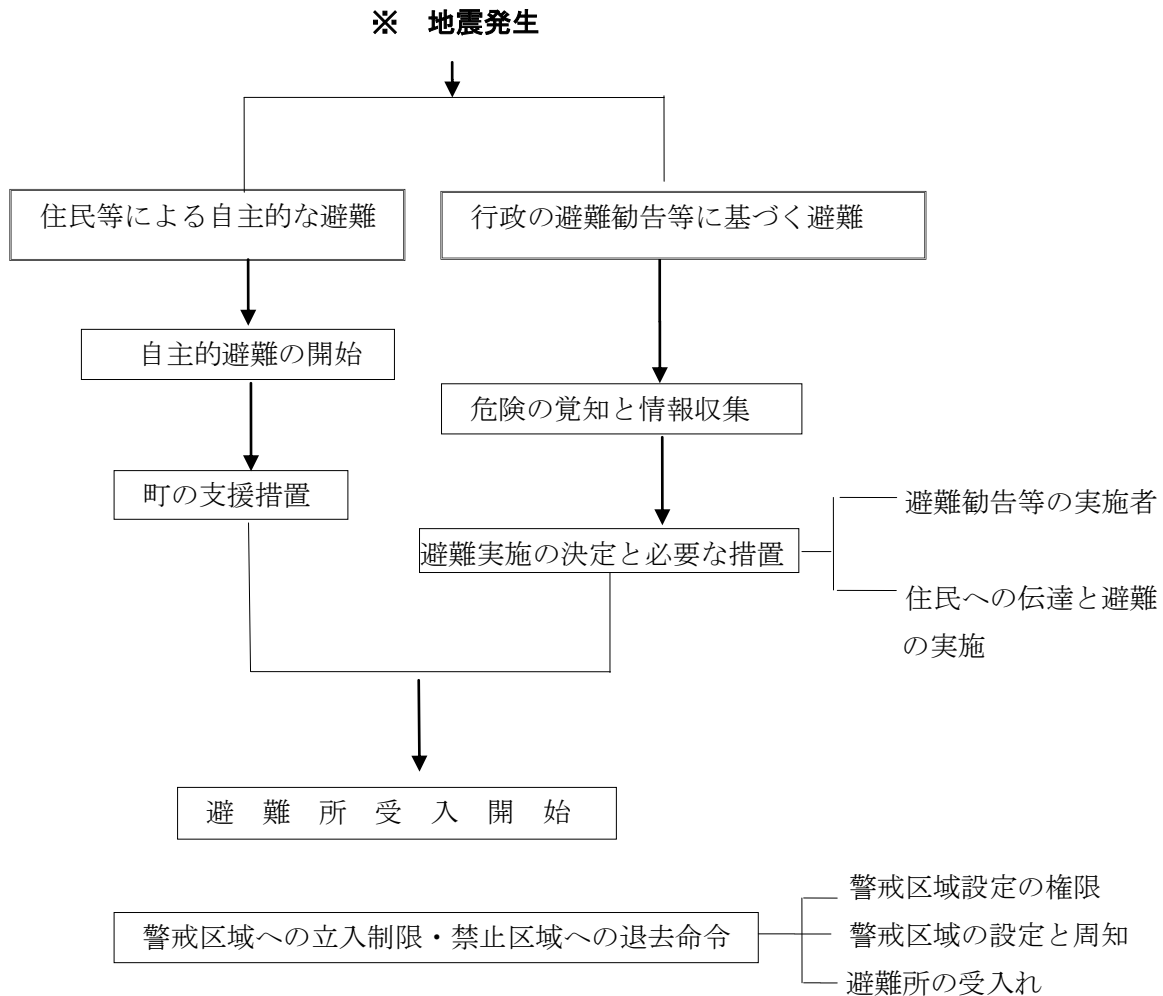 ※　地震発生
住民等による自主的な避難
行政の避難勧告等に基づく避難
自主的避難の開始
危険の覚知と情報収集
町の支援措置
避難勧告等の実施者
避難実施の決定と必要な措置
住民への伝達と避難
の実施
避　難　所　受　入　開　始
警戒区域設定の権限
警戒区域への立入制限・禁止区域への退去命令
警戒区域の設定と周知
避難所の受入れ